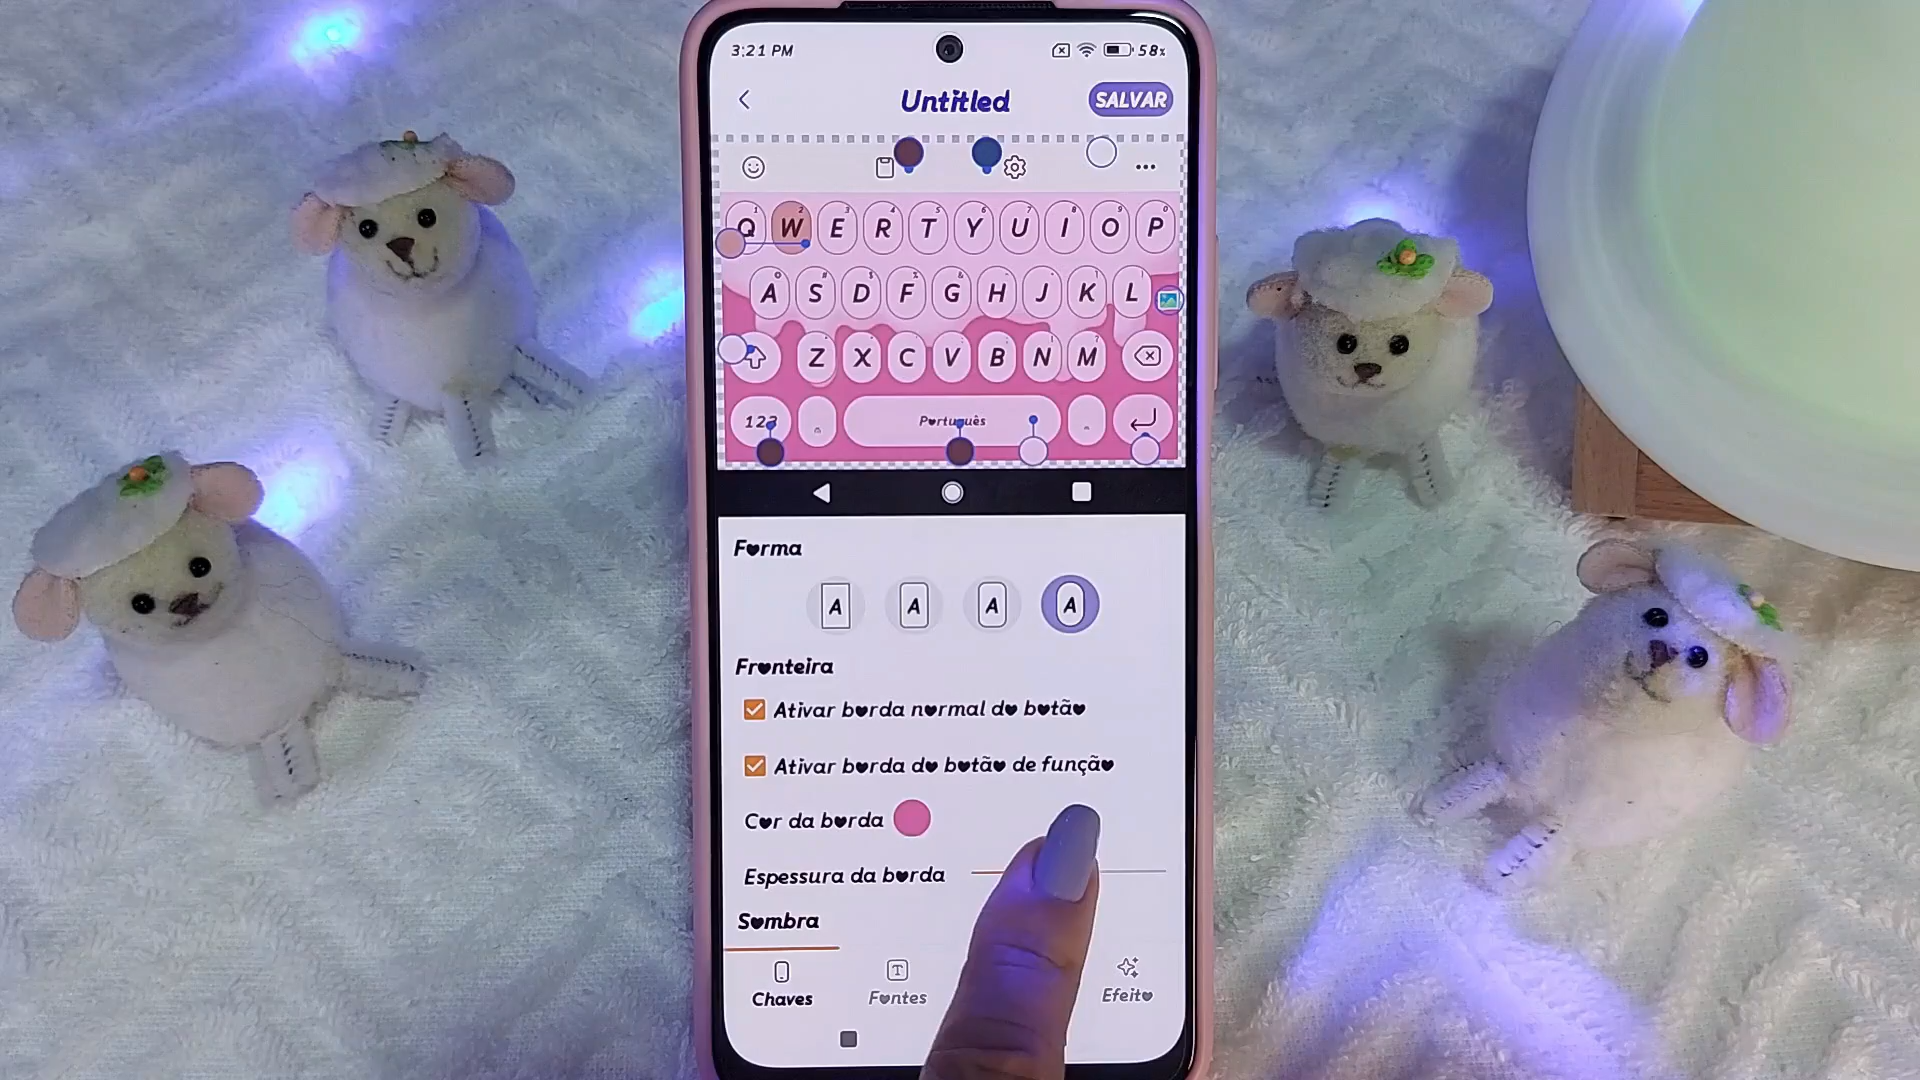 3:21 PM
58%
Untitled
SALVAR
Q W E R T Y U I O P
A S D F G H J K L
Z X C V B N M
123 Português
Forma
A A A A
Fronteira
Ativar borda normal do botão
Ativar borda do botão de função
Cor da borda
Espessura da borda
Sombra
Chaves Fontes Efeito